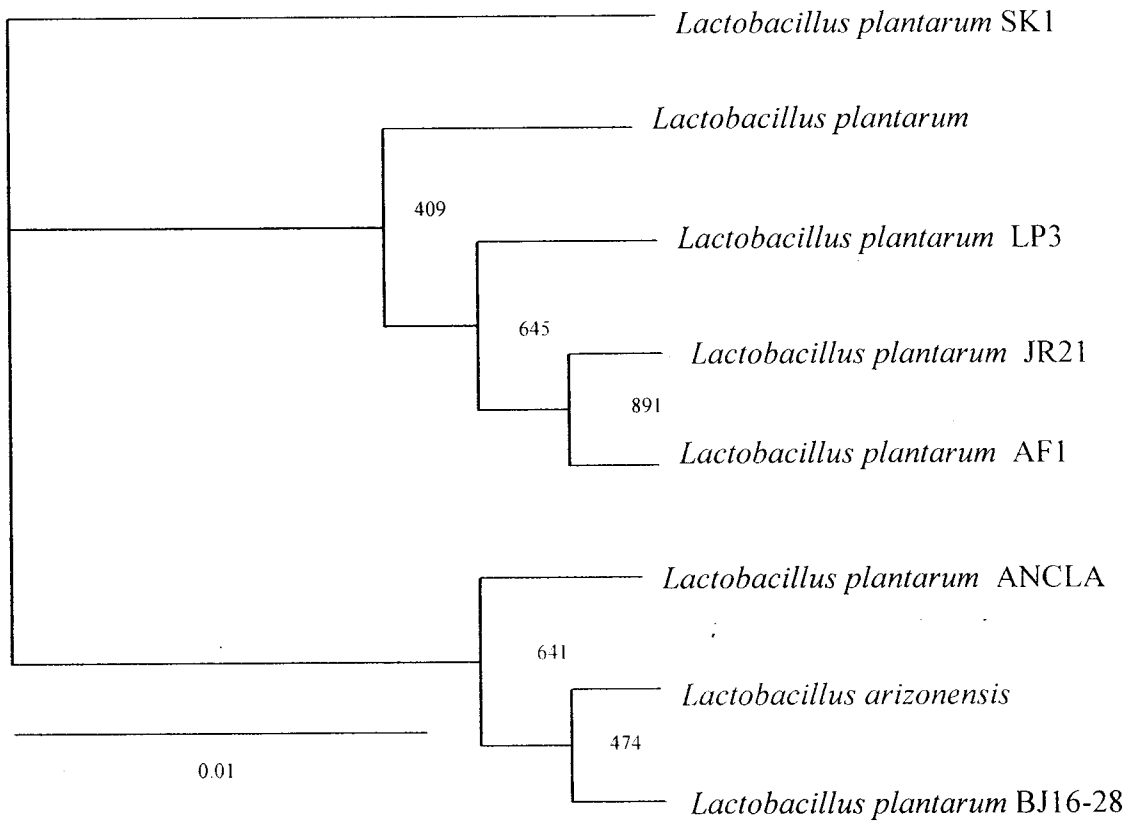 Lactobacillus plantarum SK1
Lactobacillus plantarum
409
Lactobacillus plantarum LP3
645
Lactobacillus plantarum JR21
891
Lactobacillus plantarum AF1
Lactobacillus plantarum ANCLA
641
Lactobacillus arizonensis
474
0.01
Lactobacillus plantarum BJ16-28